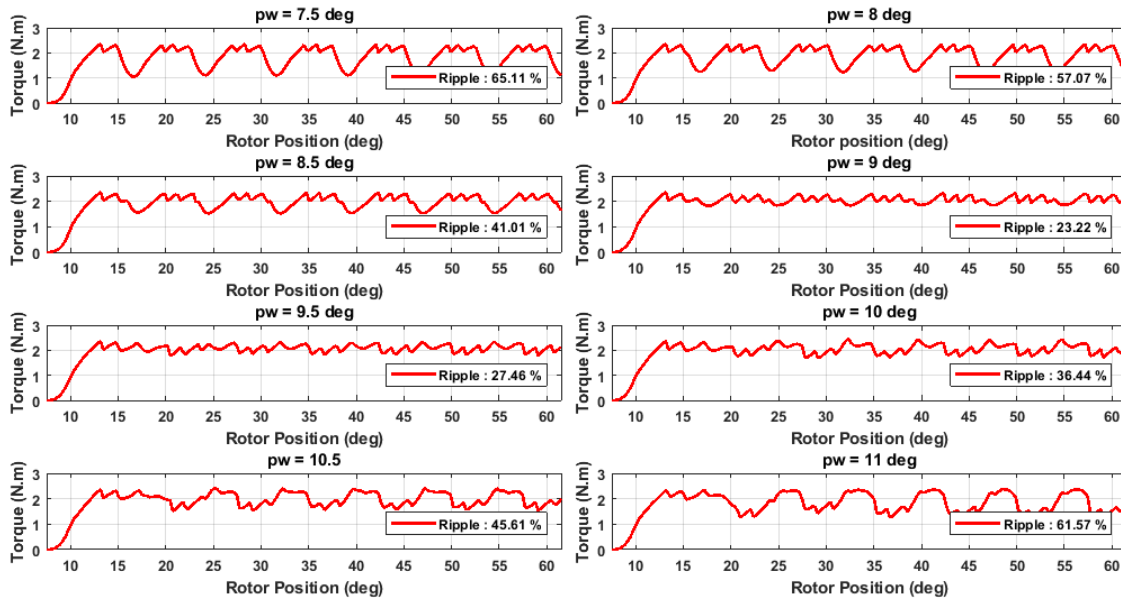 pw = 7.5 deg
Torque (N.m)
3
2
1
0
Ripple : 65.11 %
10 15 20 25 30 35 40 45 50 55 60
Rotor Position (deg)
pw = 8 deg
Torque (N.m)
3
2
1
0
Ripple : 57.07 %
10 15 20 25 30 35 40 45 50 55 60
Rotor position (deg)
pw = 8.5 deg
Torque (N.m)
3
2
1
0
Ripple : 41.01 %
10 15 20 25 30 35 40 45 50 55 60
Rotor Position (deg)
pw = 9 deg
Torque (N.m)
3
2
1
0
Ripple : 23.22 %
10 15 20 25 30 35 40 45 50 55 60
Rotor Position (deg)
pw = 9.5 deg
Torque (N.m)
3
2
1
0
Ripple : 27.46 %
10 15 20 25 30 35 40 45 50 55 60
Rotor Position (deg)
pw = 10 deg
Torque (N.m)
3
2
1
0
Ripple : 36.44 %
10 15 20 25 30 35 40 45 50 55 60
Rotor Position (deg)
pw = 10.5
Torque (N.m)
3
2
1
0
Ripple : 45.61 %
10 15 20 25 30 35 40 45 50 55 60
Rotor Position (deg)
pw = 11 deg
Torque (N.m)
3
2
1
0
Ripple : 61.57 %
10 15 20 25 30 35 40 45 50 55 60
Rotor Position (deg)